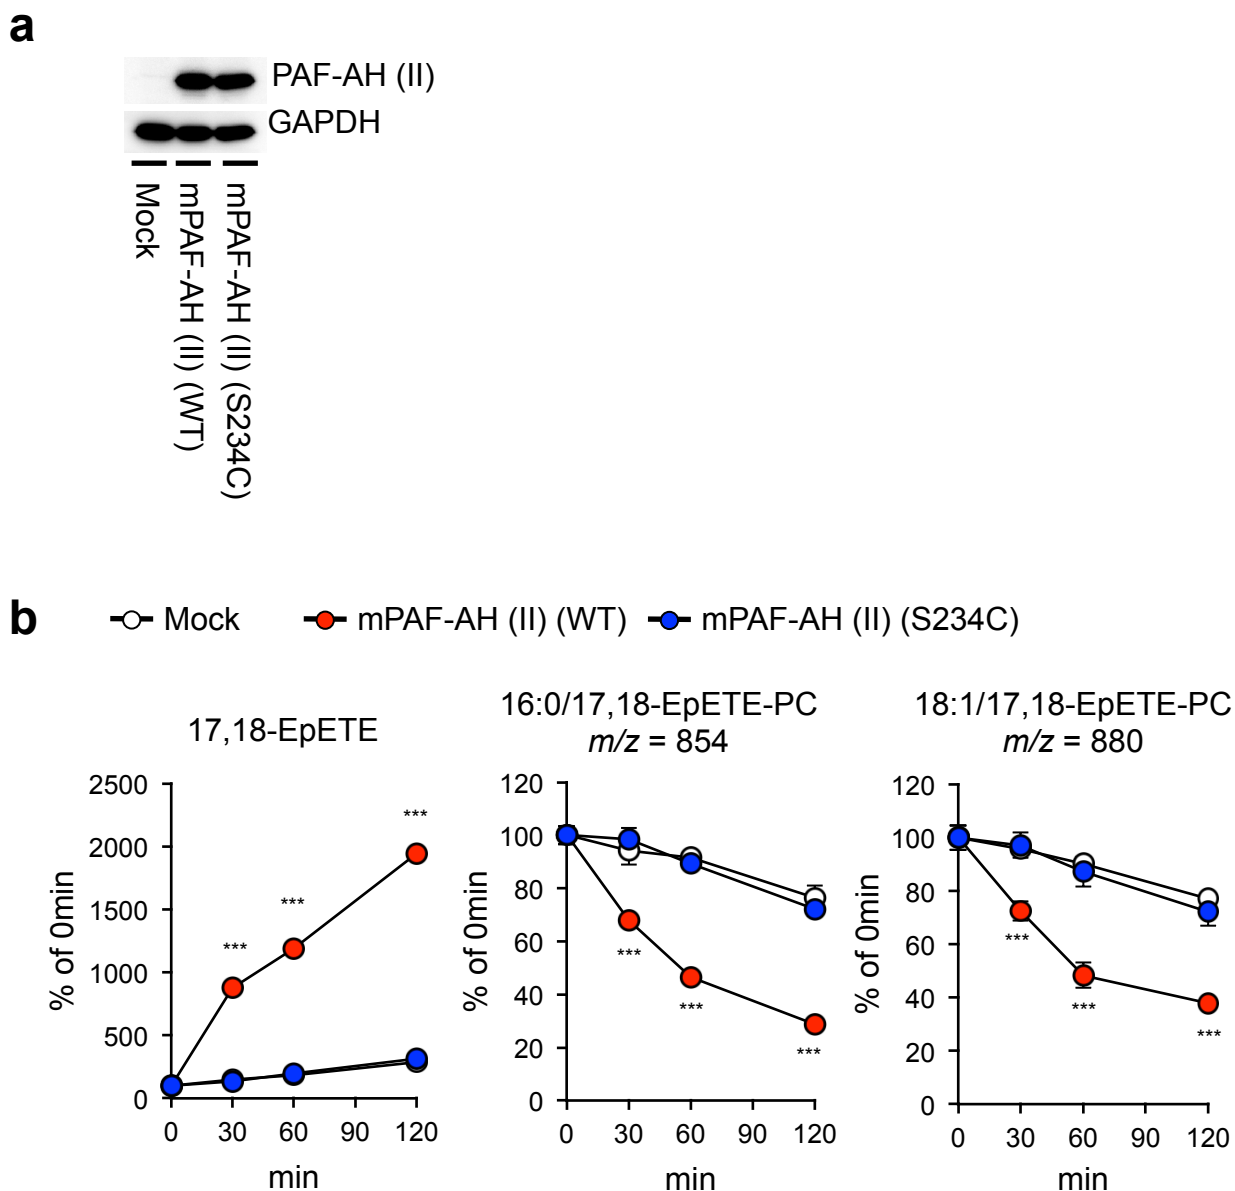 a
PAF-AH (II)
GAPDH
Mock
mPAF-AH (II) (WT)
mPAF-AH (II) (S234C)
b
Mock
mPAF-AH (II) (WT)
mPAF-AH (II) (S234C)
17,18-EpETE
% of 0min
2500
2000
1500
1000
500
0
***
***
***
0 30 60 90 120
min
16:0/17,18-EpETE-PC
m/z = 854
% of 0min
120
100
80
60
40
20
0
***
***
***
0 30 60 90 120
min
18:1/17,18-EpETE-PC
m/z = 880
% of 0min
120
100
80
60
40
20
0
***
***
***
0 30 60 90 120
min